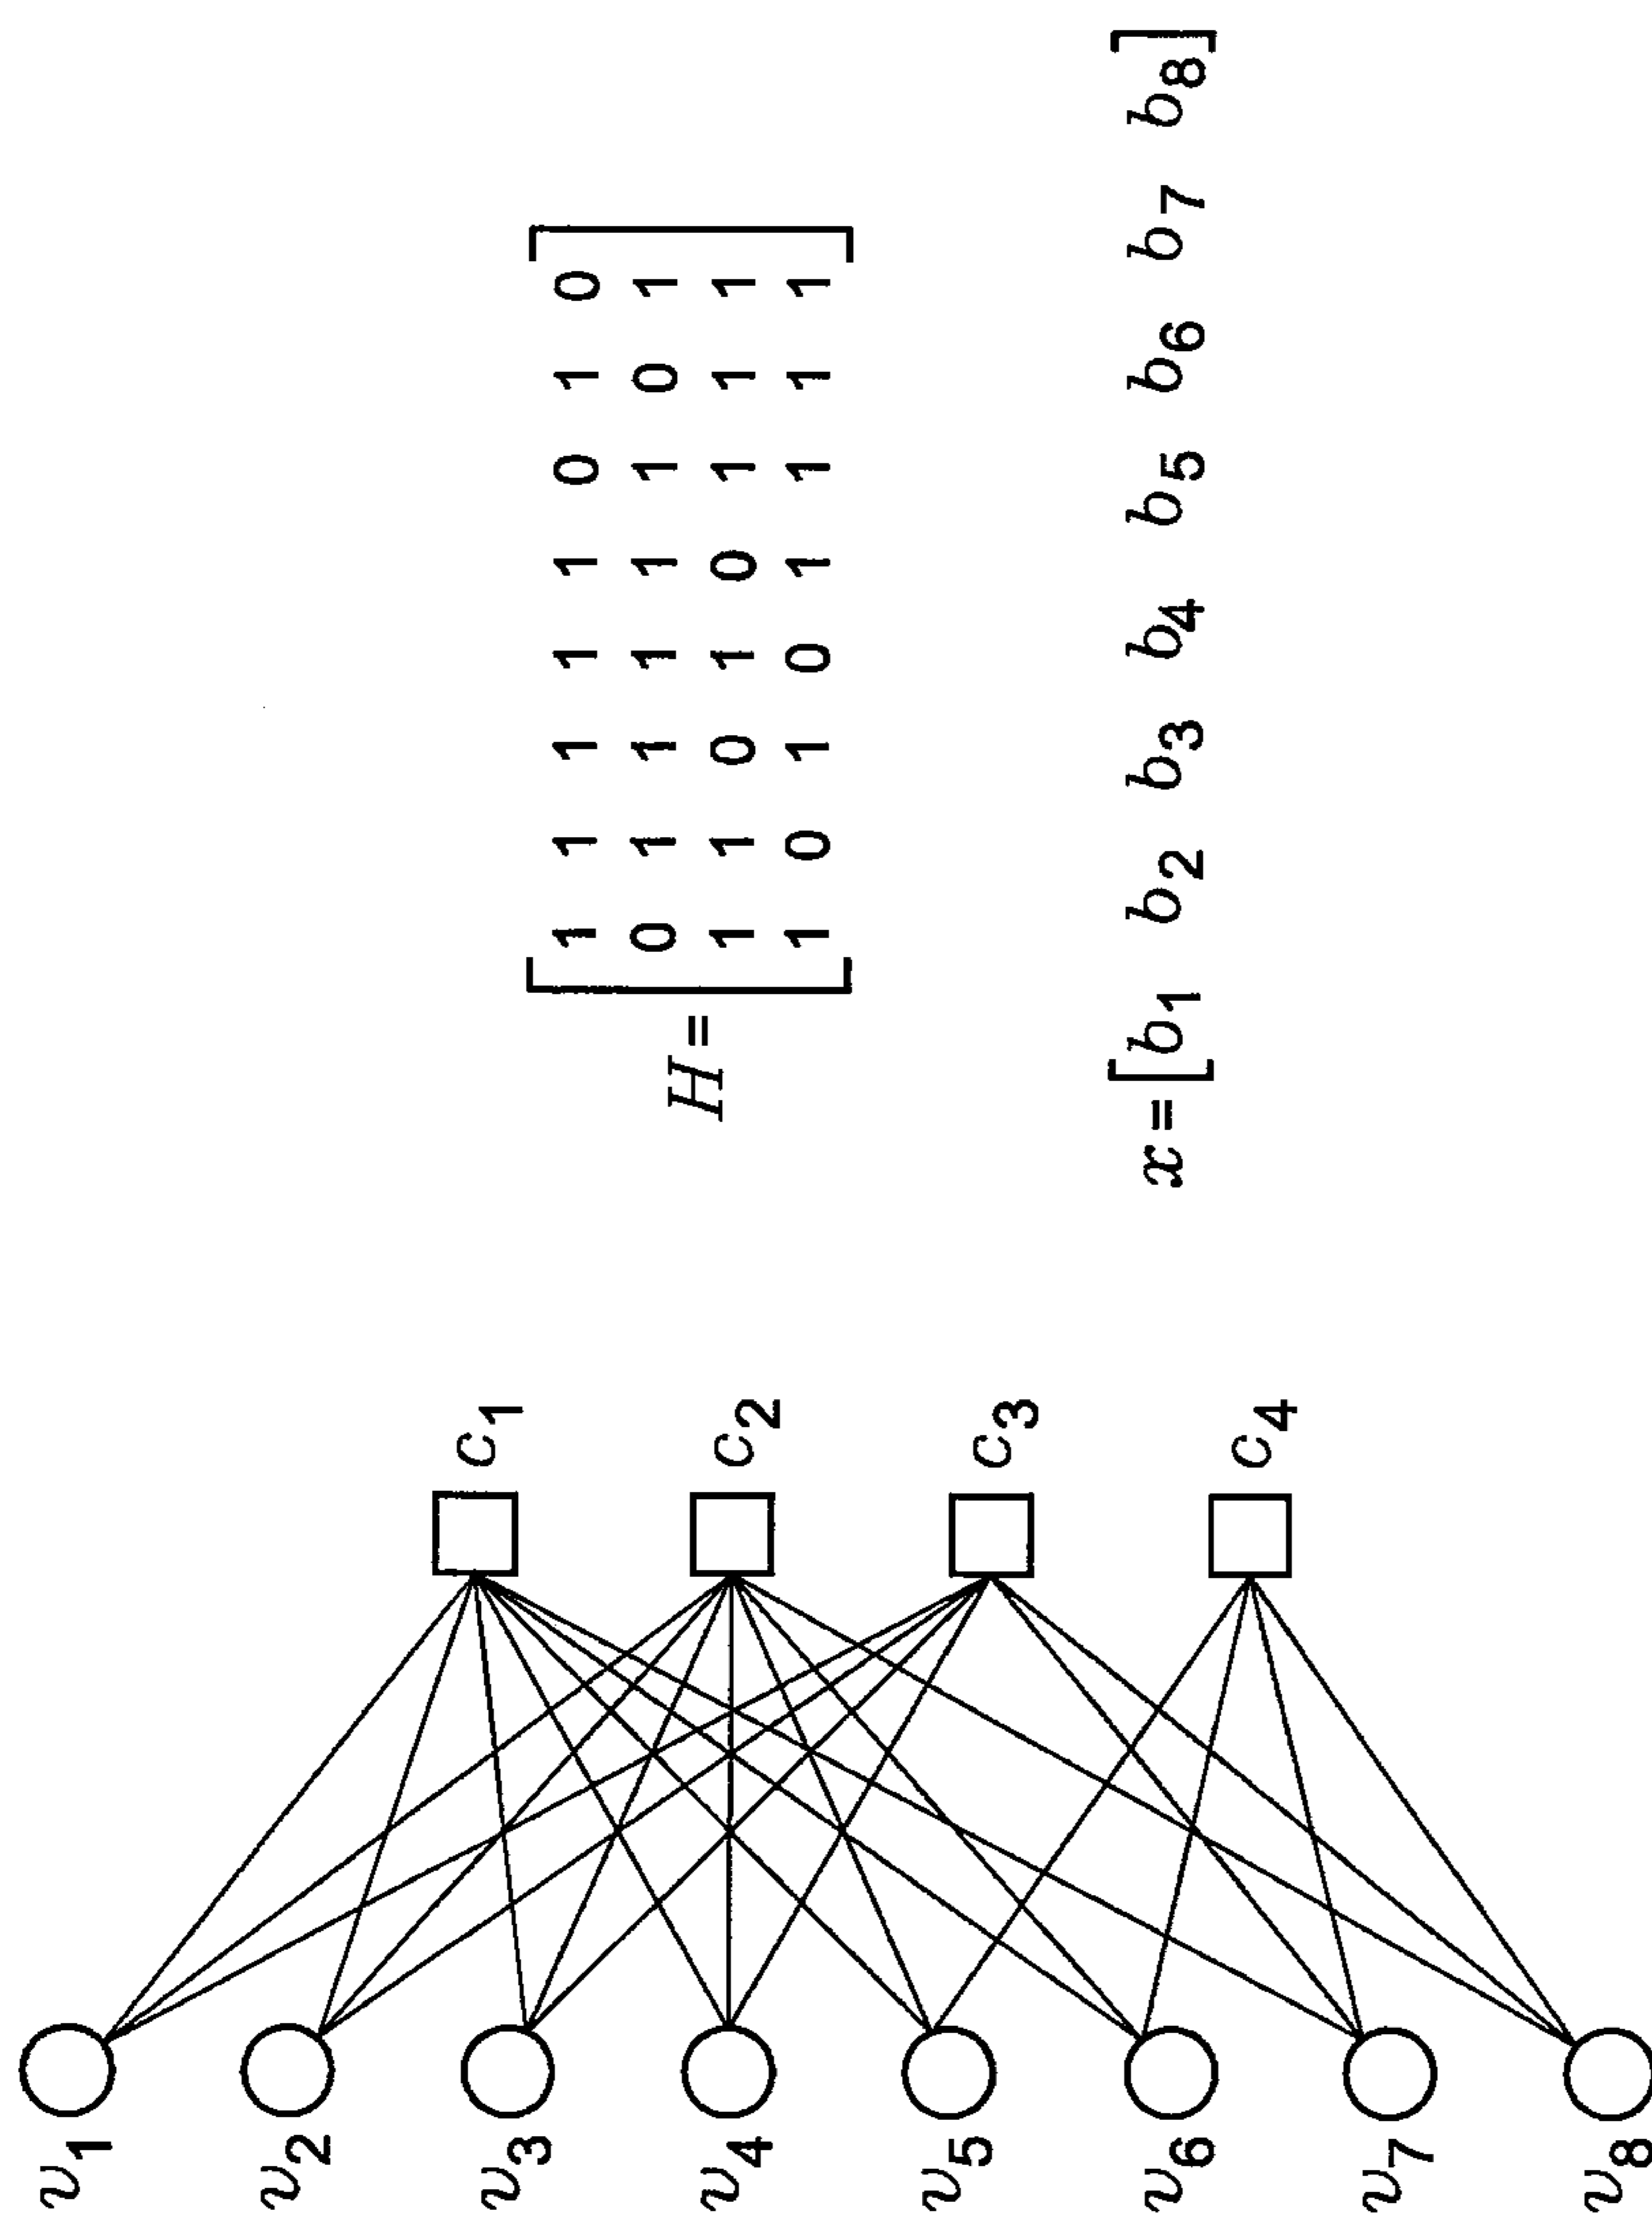 v1
v2
v3
v4
v5
v6
v7
v8
c1
c2
c3
c4
H = [1 1 1 1 1 0 1 0
0 1 1 1 1 1 0 1
1 1 0 1 0 1 1 1
1 0 1 0 1 1 1 1]
x = [b1 b2 b3 b4 b5 b6 b7 b8]